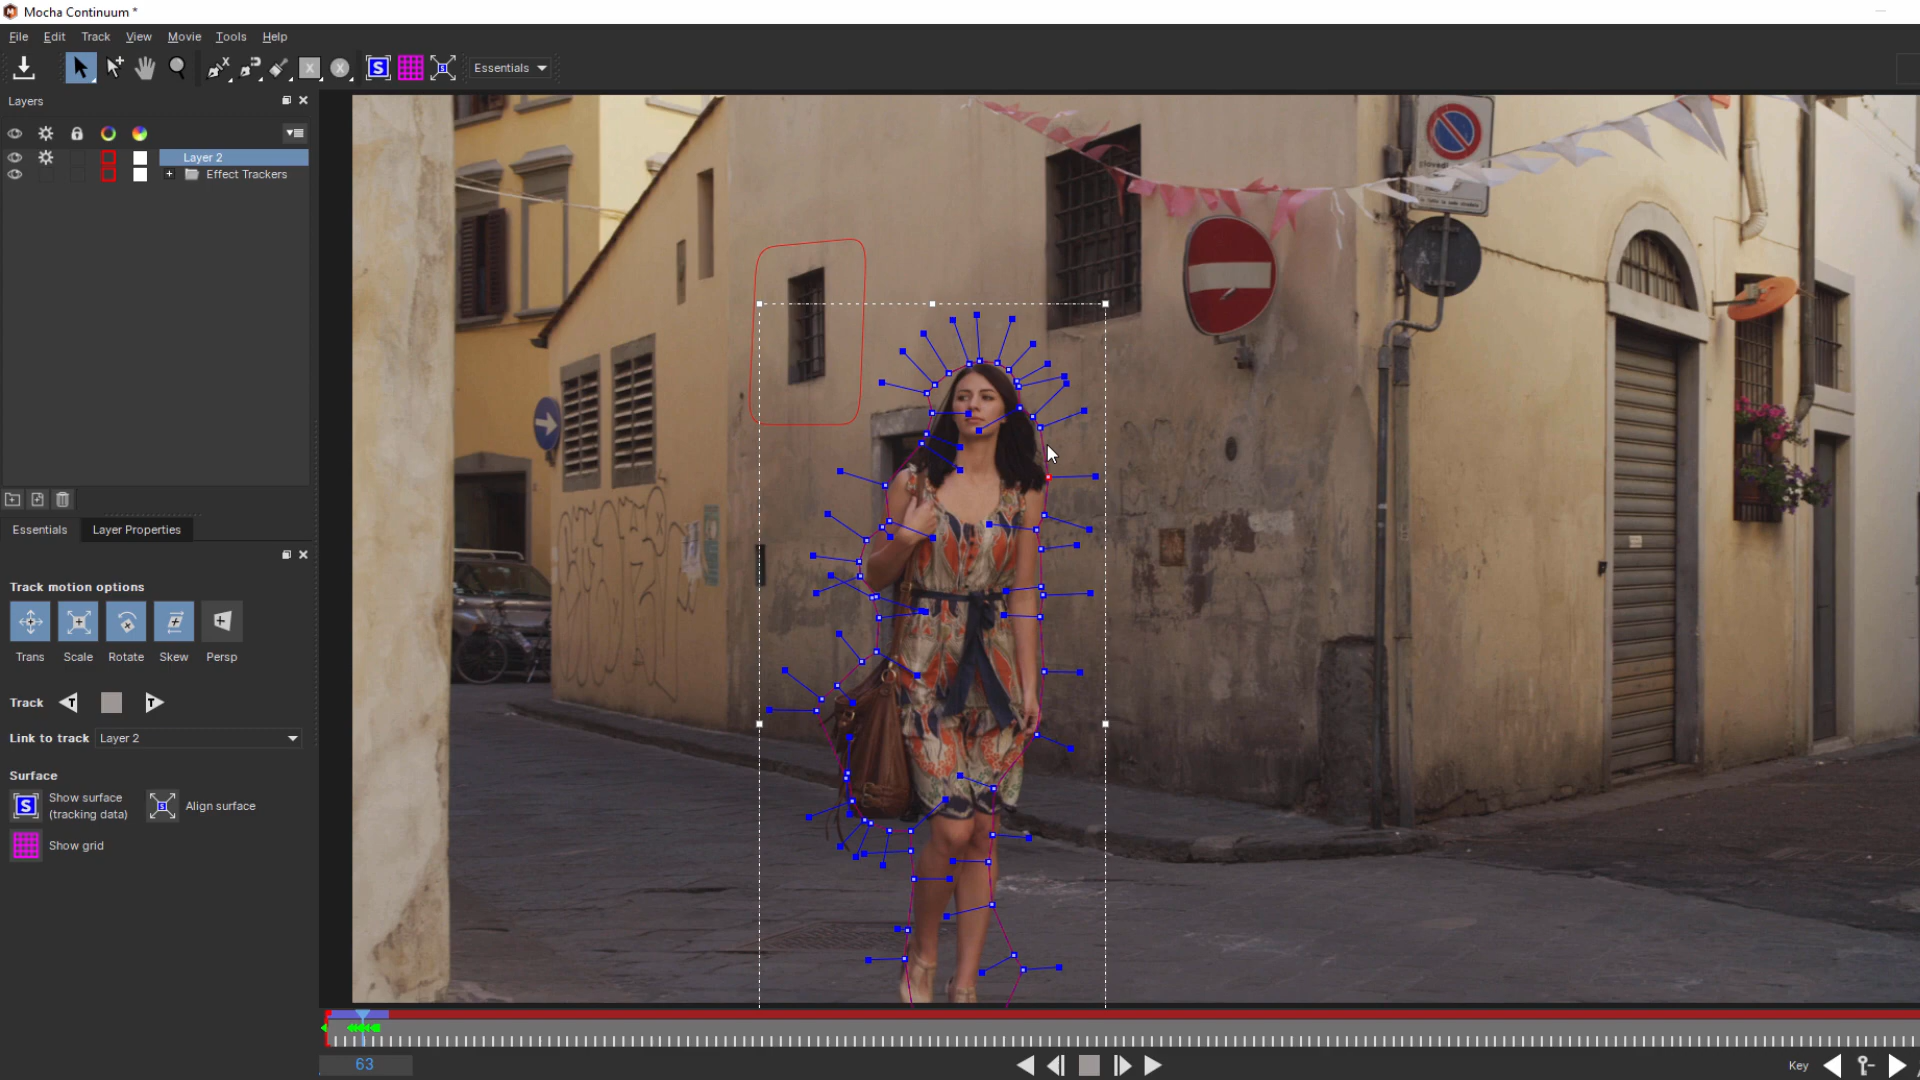 Mocha Continuum *
File Edit Track View Movie Tools Help
Essentials
Layers
Layer 2
Effect Trackers
Essentials Layer Properties
Track motion options
Trans Scale Rotate Skew Persp
Track
Link to track Layer 2
Surface
Show surface
(tracking data)
Align surface
Show grid
63
Key